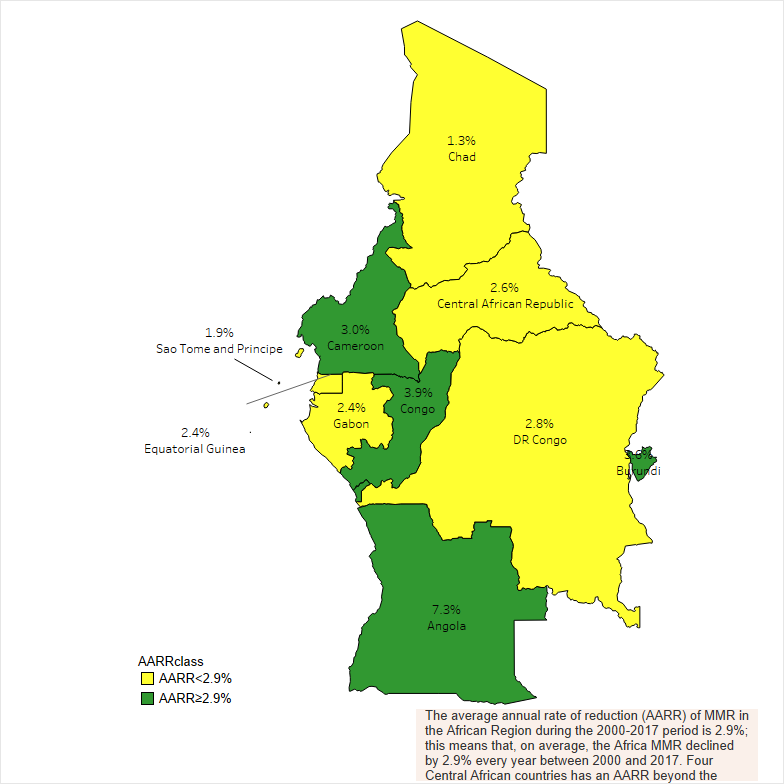 1.3%
Chad
2.6%
Central African Republic
3.0%
Cameroon
1.9%
Sao Tome and Principe
3.9%
Congo
2.4%
Gabon
2.8%
DR Congo
2.4%
Equatorial Guinea
3.6%
Burundi
7.3%
Angola
AARRclass
AARR<2.9%
AARR≥2.9%
The average annual rate of reduction (AARR) of MMR in
the African Region during the 2000-2017 period is 2.9%;
this means that, on average, the Africa MMR declined
by 2.9% every year between 2000 and 2017. Four
Central African countries has an AARR beyond the